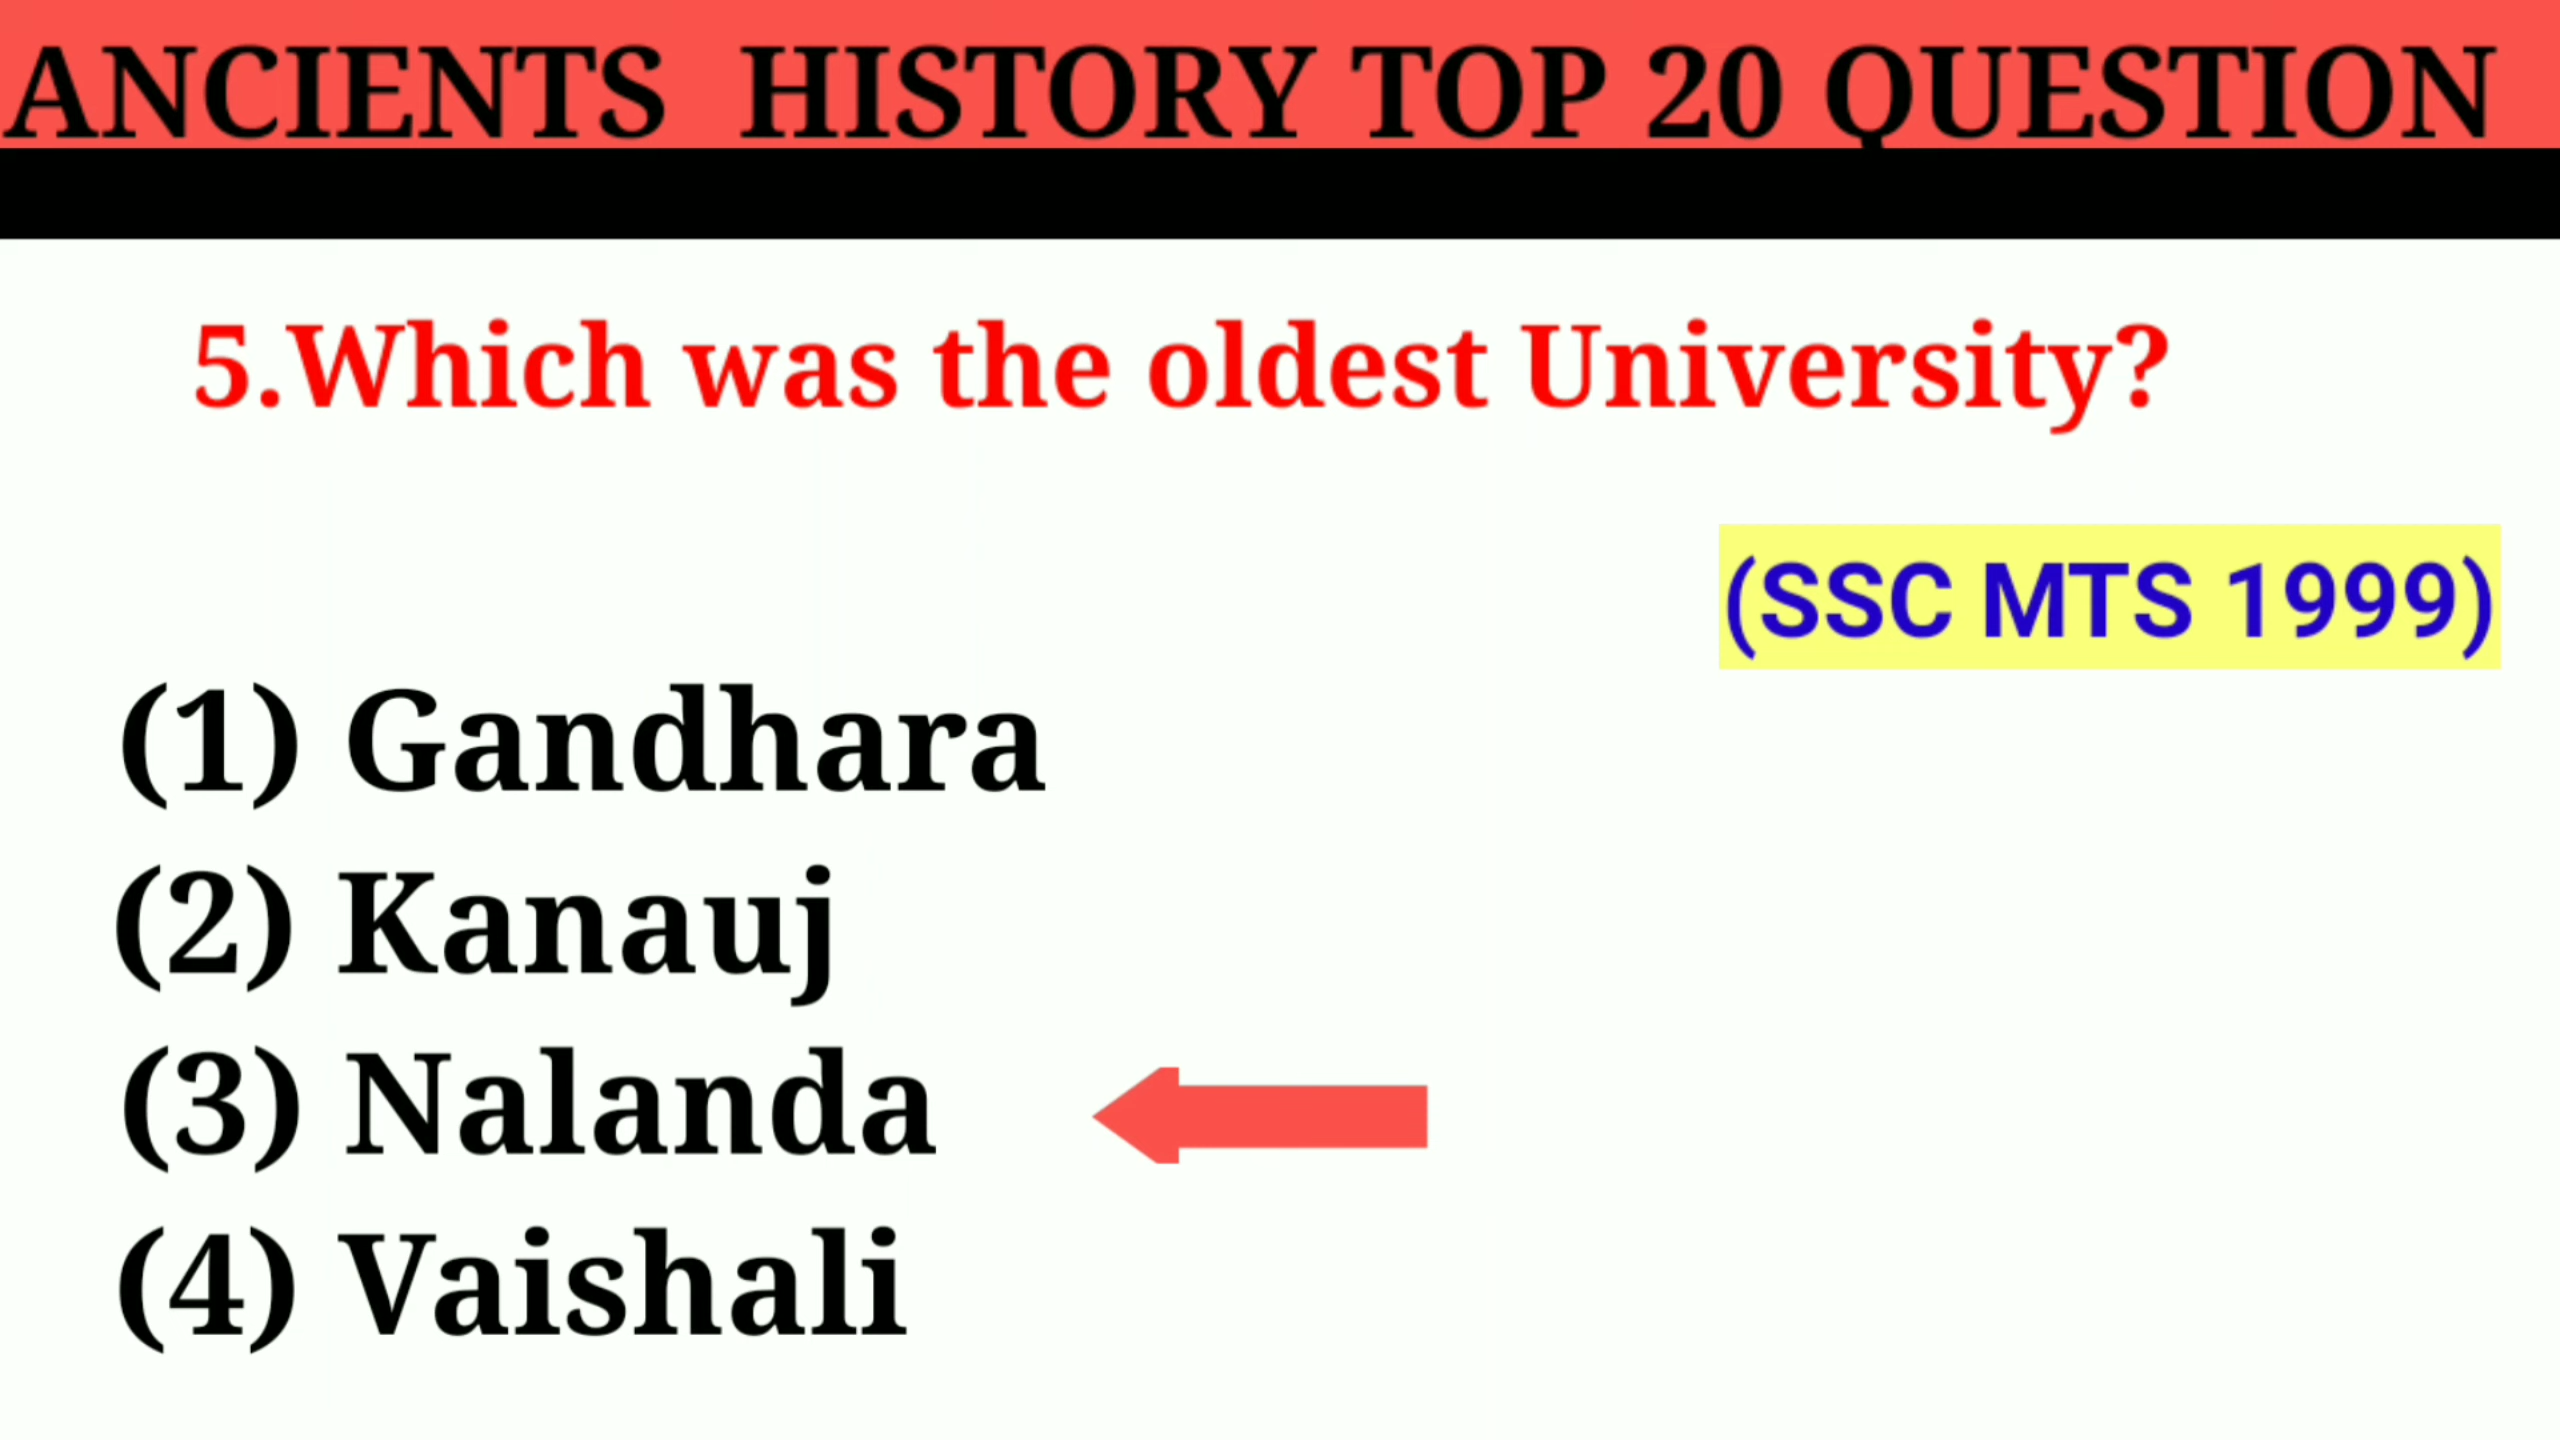 ANCIENTS HISTORY TOP 20 QUESTION
5.Which was the oldest University?
(SSC MTS 1999)
(1) Gandhara
(2) Kanauj
(3) Nalanda
(4) Vaishali